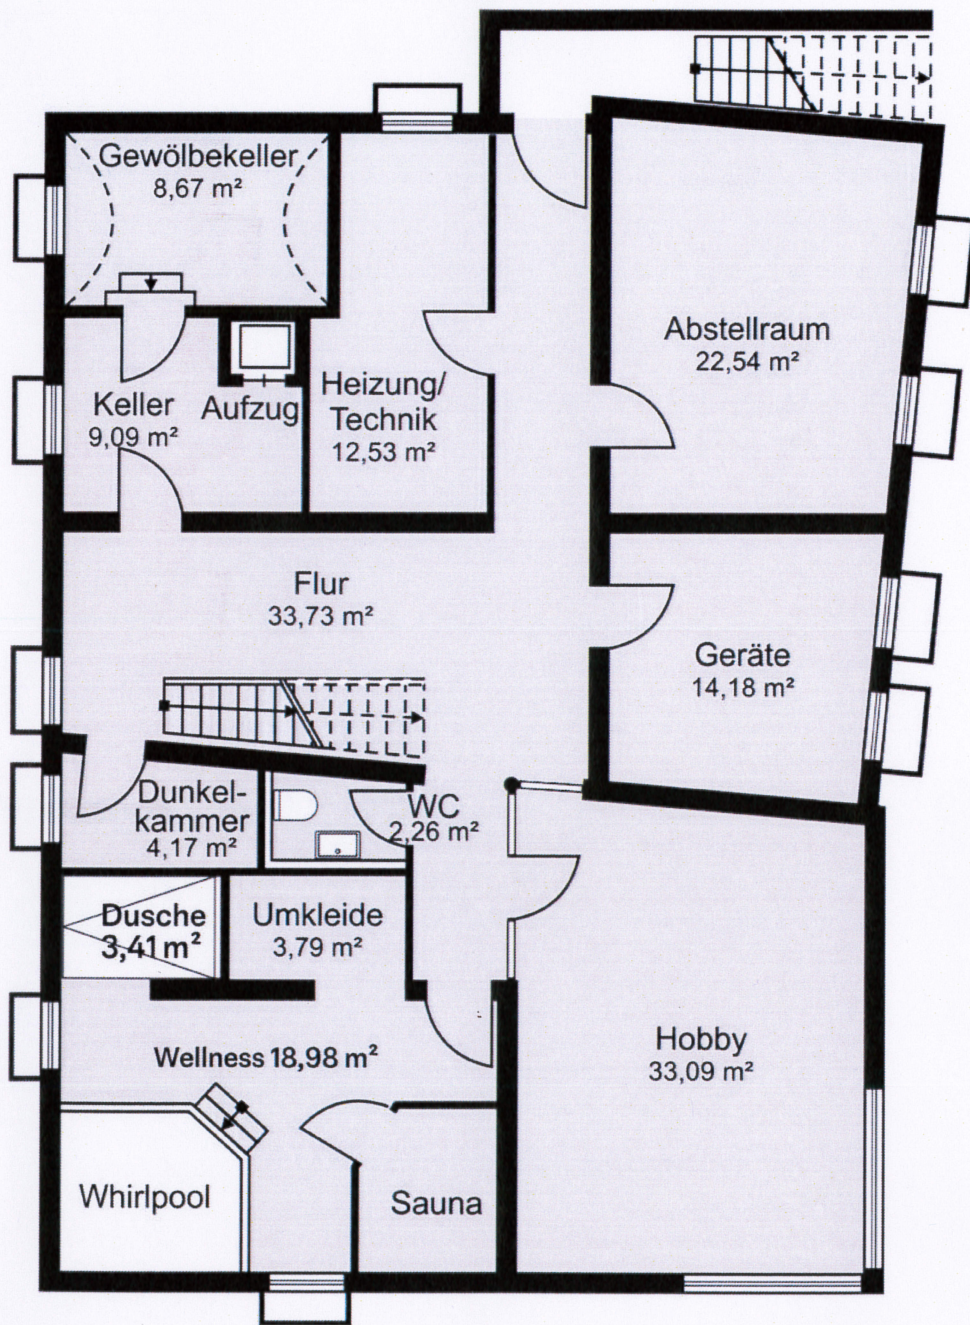 Gewölbekeller
8,67 m²
Abstellraum
22,54 m²
Heizung/
Technik
12,53 m²
Keller
9,09 m²
Aufzug
Flur
33,73 m²
Geräte
14,18 m²
Dunkel-
kammer
4,17 m²
WC
2,26 m²
Dusche
3,41 m²
Umkleide
3,79 m²
Wellness 18,98 m²
Hobby
33,09 m²
Whirlpool
Sauna